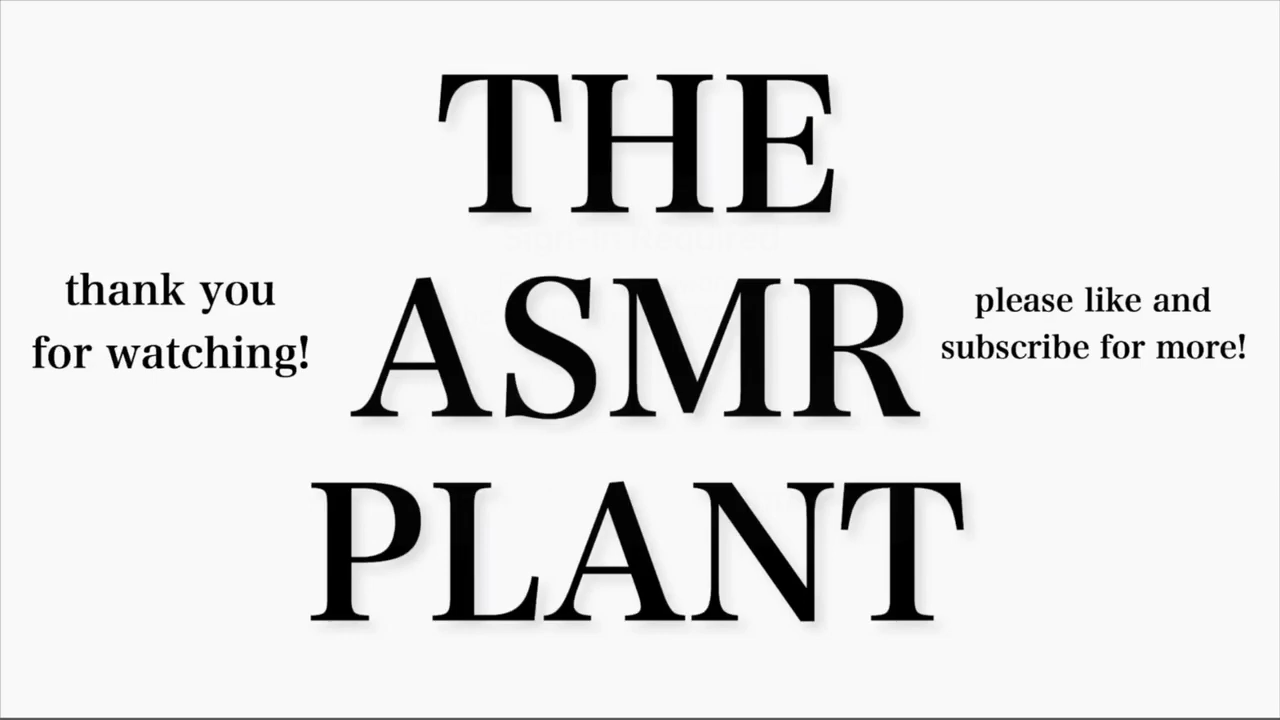 THE
ASMR
PLANT
thank you
for watching!
please like and
subscribe for more!